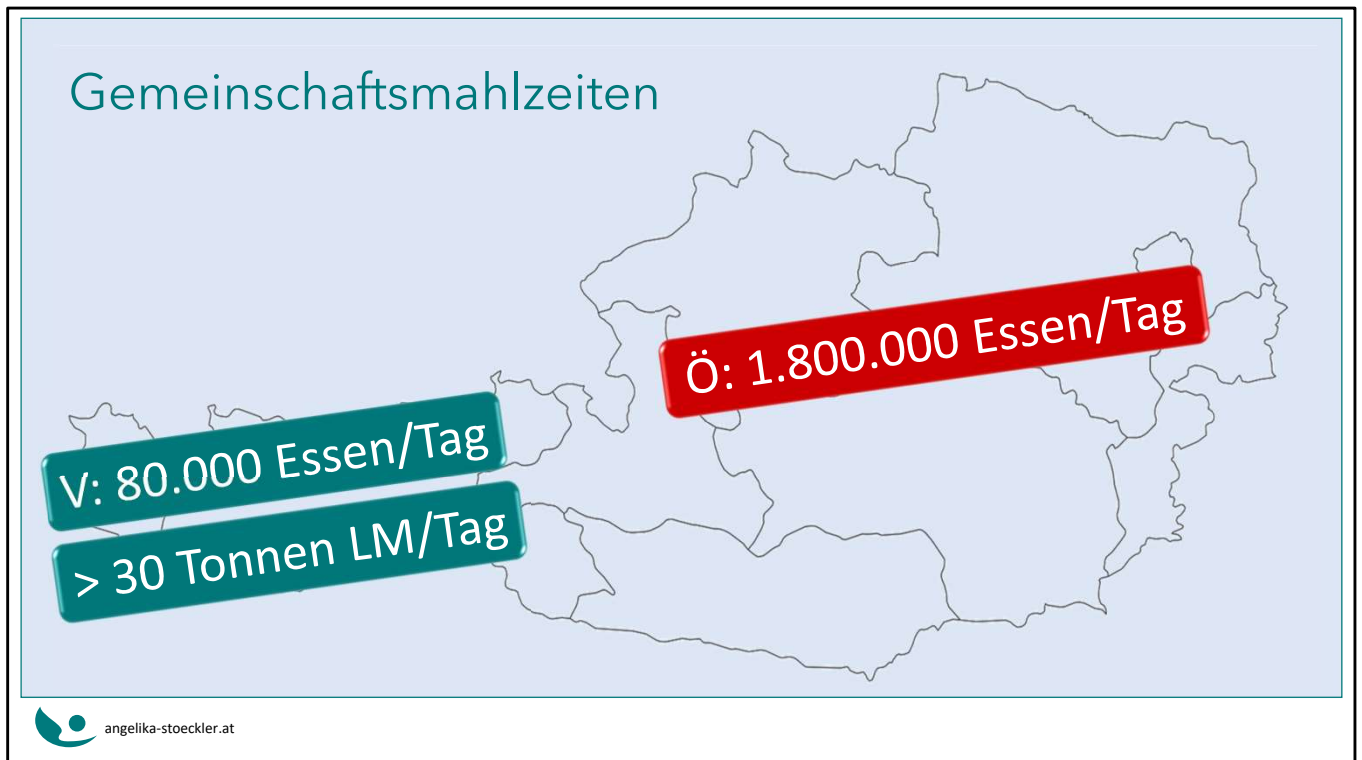 Gemeinschaftsmahlzeiten
Ö: 1.800.000 Essen/Tag
V: 80.000 Essen/Tag
> 30 Tonnen LM/Tag
angelika-stoeckler.at